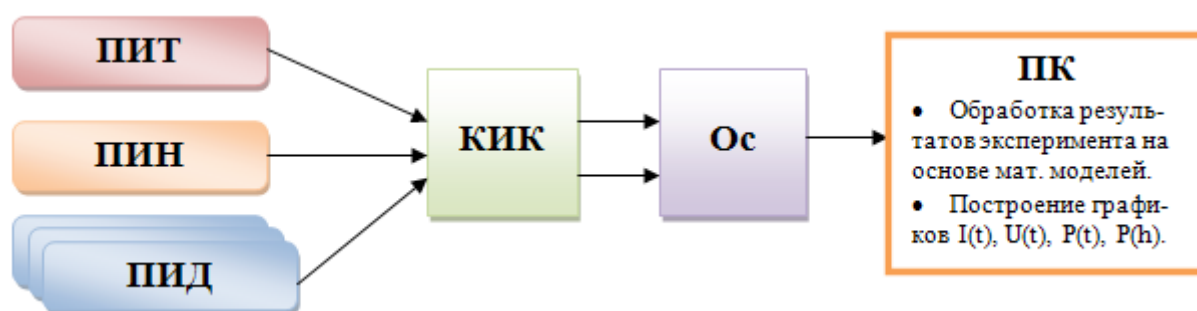 ПИТ
ПИН
ПИД
КИК
Ос
ПК
• Обработка резуль-
татов эксперимента на
основе мат. моделей.
• Построение графи-
ков I(t), U(t), P(t), P(h).